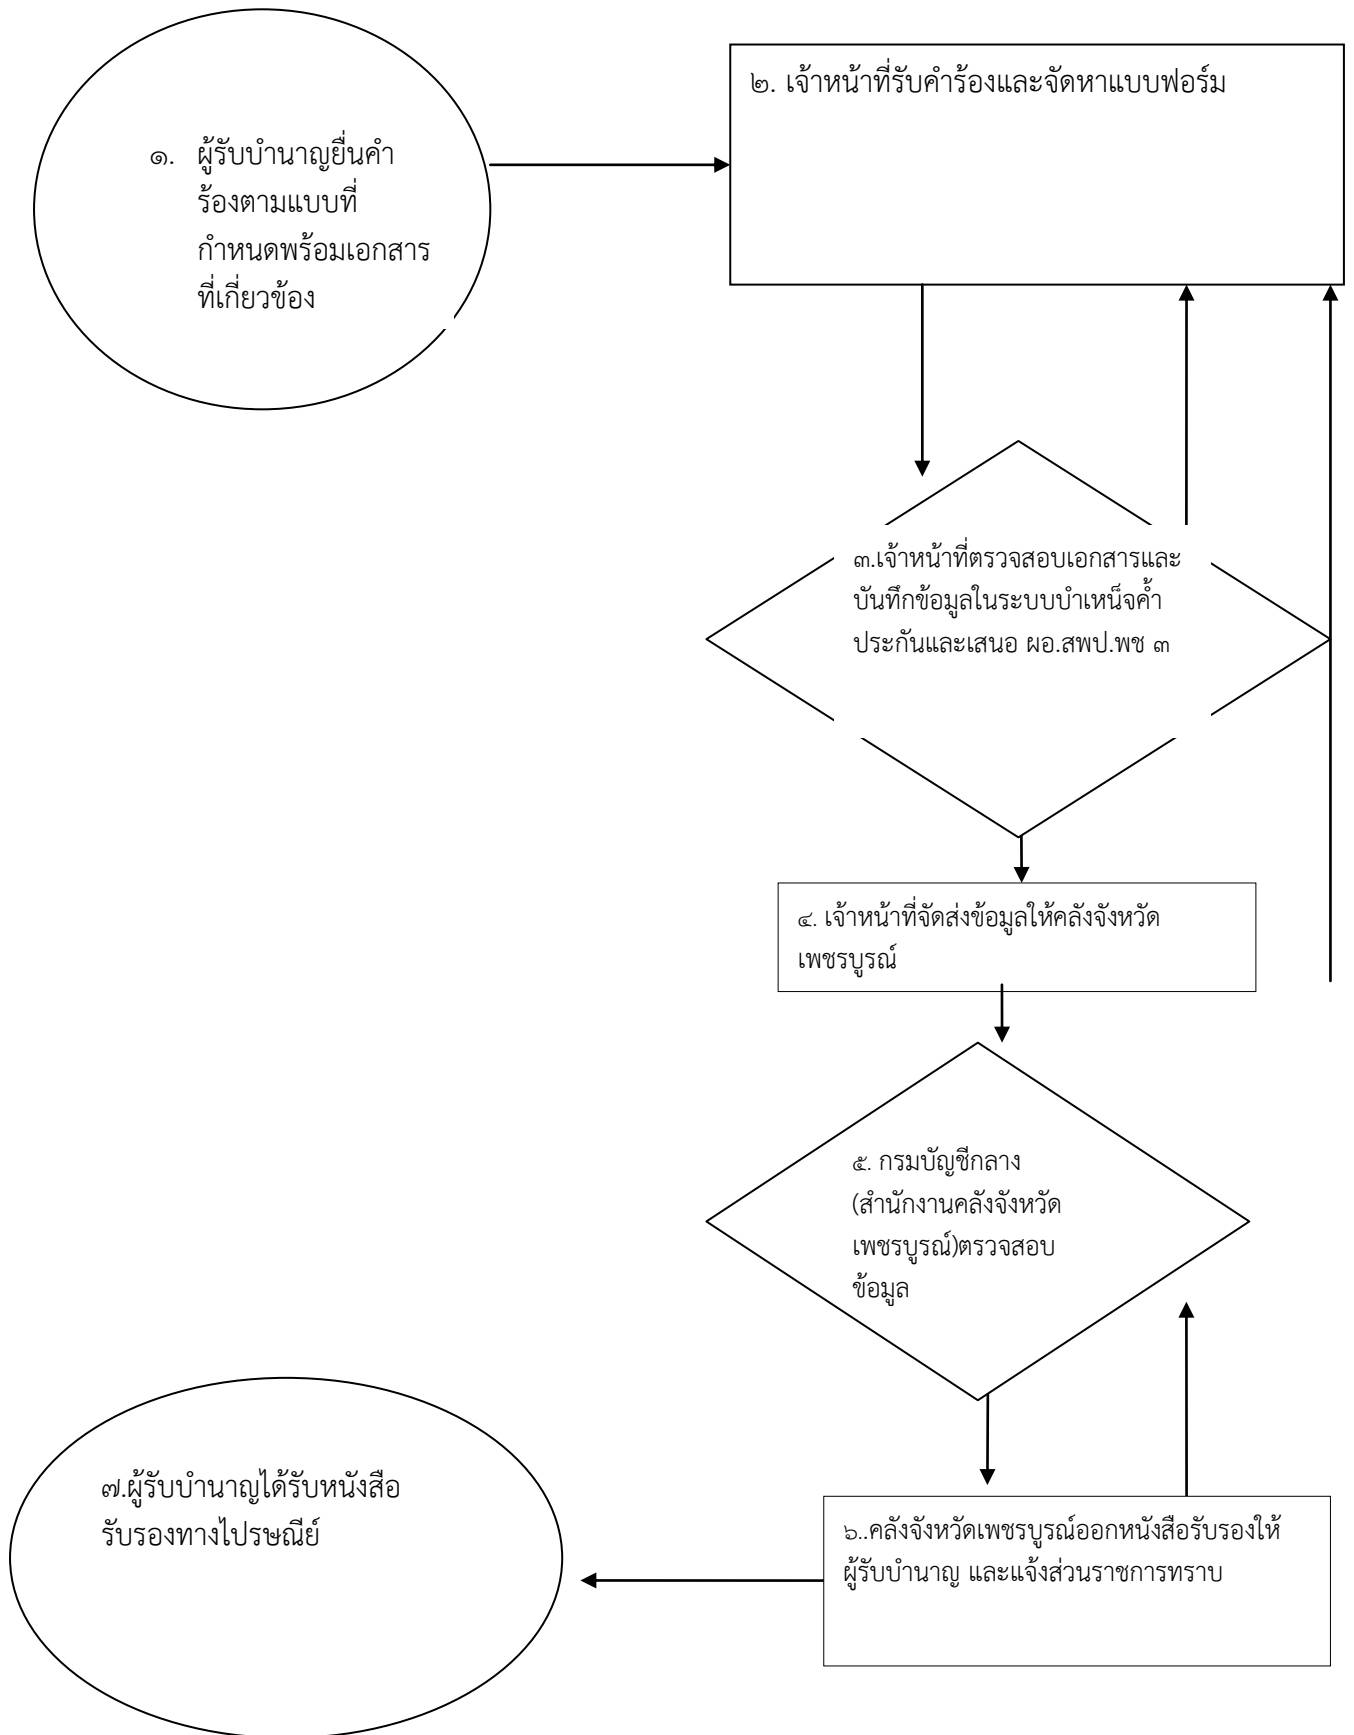 ๑. ผู้รับบำนาญยื่นคำ
ร้องตามแบบที่
กำหนดพร้อมเอกสาร
ที่เกี่ยวข้อง
๒. เจ้าหน้าที่รับคำร้องและจัดหาแบบฟอร์ม
๓.เจ้าหน้าที่ตรวจสอบเอกสารและ
บันทึกข้อมูลในระบบบำเหน็จค้ำ
ประกันและเสนอ ผอ.สพป.พช ๓
๔. เจ้าหน้าที่จัดส่งข้อมูลให้คลังจังหวัด
เพชรบูรณ์
๕. กรมบัญชีกลาง
(สำนักงานคลังจังหวัด
เพชรบูรณ์)ตรวจสอบ
ข้อมูล
๖..คลังจังหวัดเพชรบูรณ์ออกหนังสือรับรองให้
ผู้รับบำนาญ และแจ้งส่วนราชการทราบ
๗.ผู้รับบำนาญได้รับหนังสือ
รับรองทางไปรษณีย์